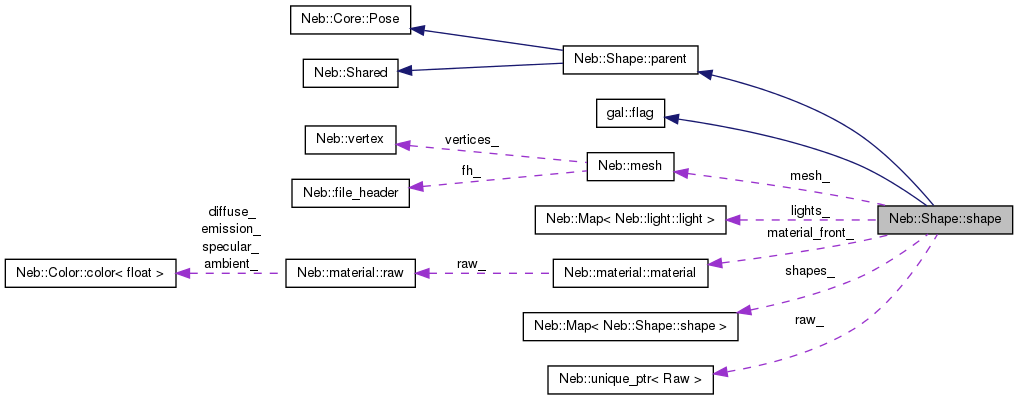 Neb::Core::Pose
Neb::Shape::parent
Neb::Shared
gal::flag
Neb::vertex
vertices_
Neb::mesh
fh_
mesh_
Neb::file_header
lights_
Neb::Map< Neb::light::light >
Neb::Shape::shape
diffuse_
emission_
specular_
ambient_
material_front_
Neb::Color::color< float >
Neb::material::raw
raw_
Neb::material::material
shapes_
Neb::Map< Neb::Shape::shape >
raw_
Neb::unique_ptr< Raw >